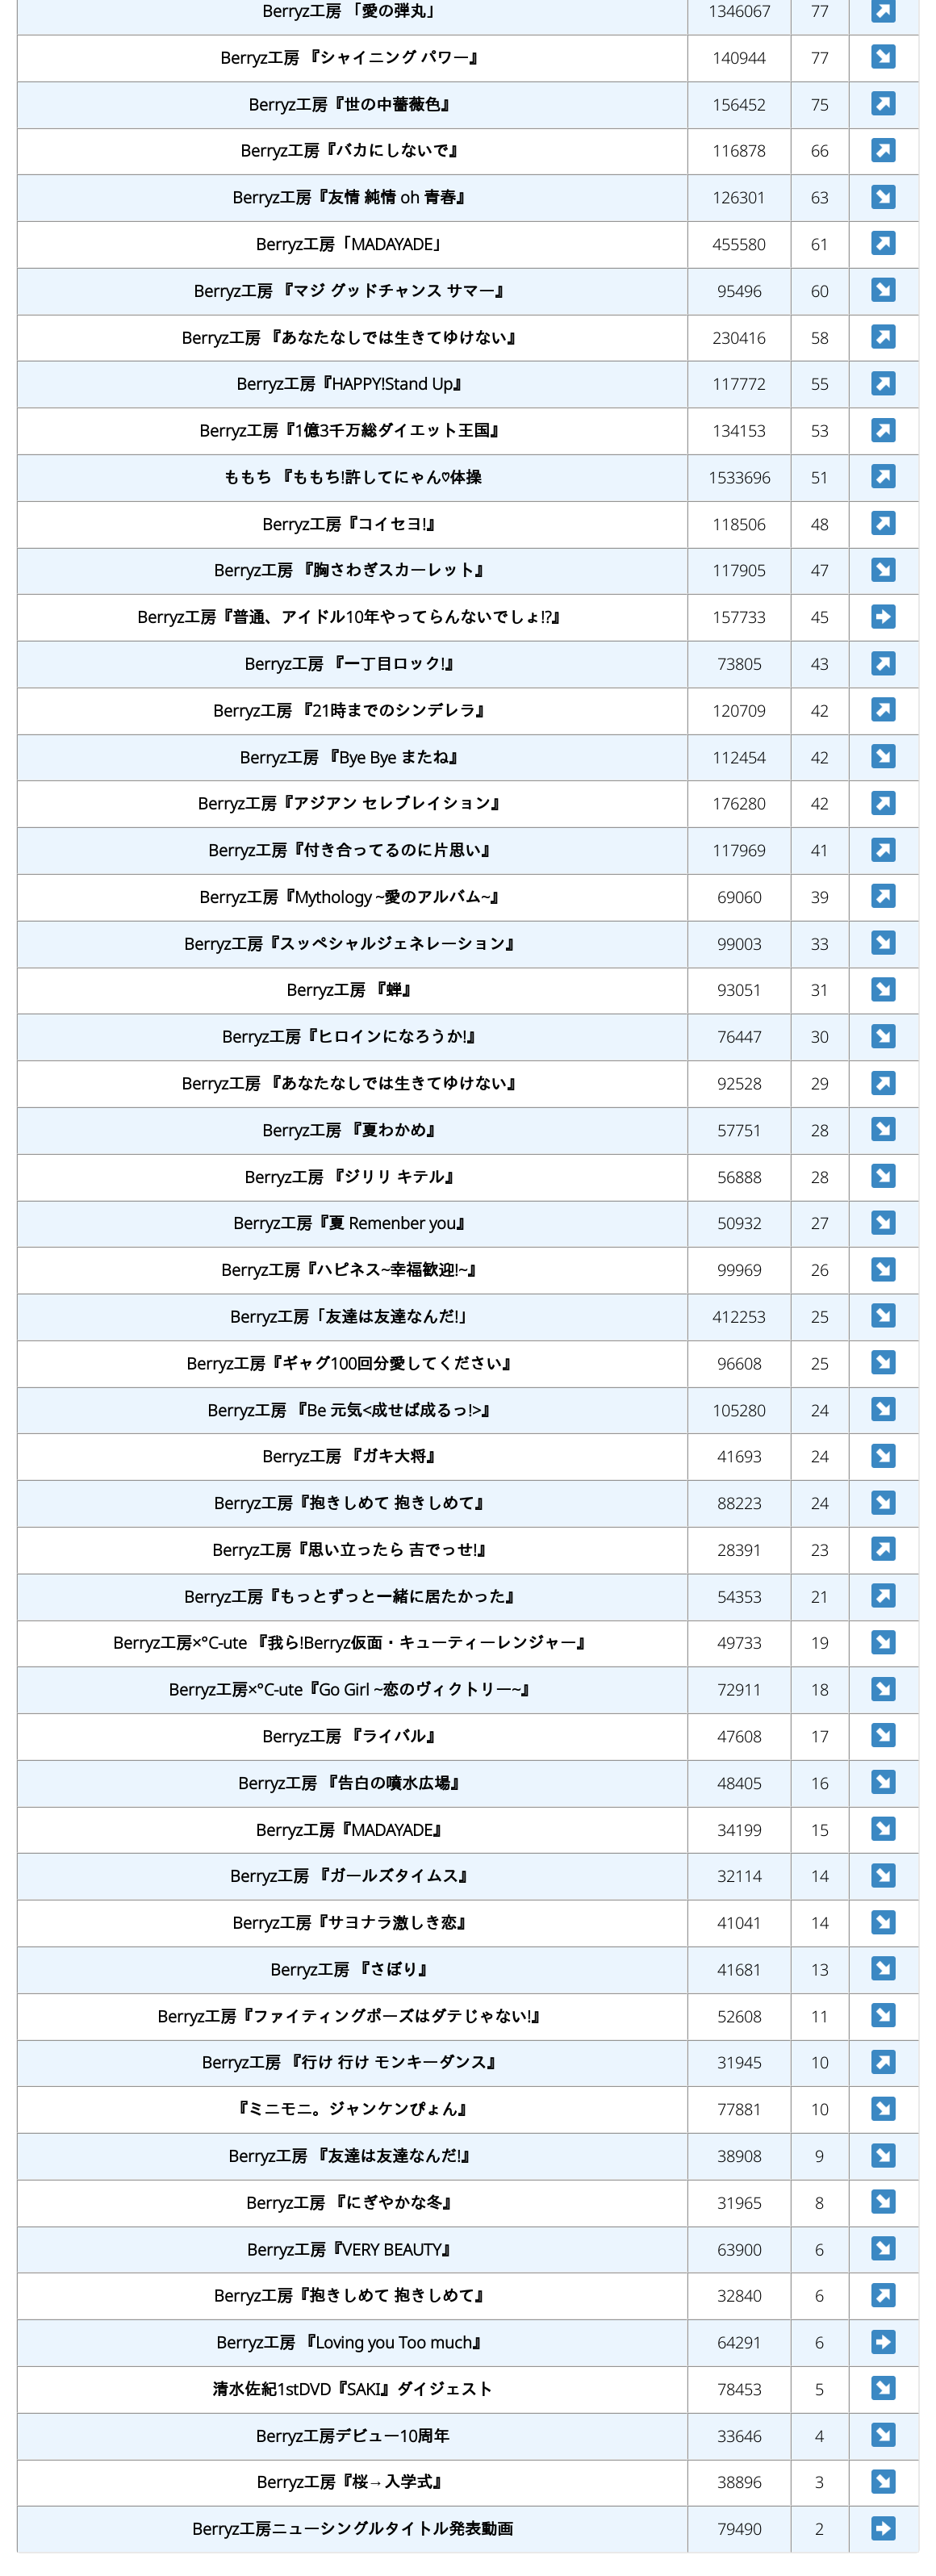 Berryz工房 「愛の弾丸」 1346067 77 ↗
Berryz工房 『シャイニング パワー』 140944 77 ↘
Berryz工房『世の中薔薇色』 156452 75 ↗
Berryz工房『バカにしないで』 116878 66 ↗
Berryz工房『友情 純情 oh 青春』 126301 63 ↘
Berryz工房「MADAYADE」 455580 61 ↗
Berryz工房 『マジ グッドチャンス サマー』 95496 60 ↘
Berryz工房 『あなたなしでは生きてゆけない』 230416 58 ↗
Berryz工房『HAPPY!Stand Up』 117772 55 ↗
Berryz工房『1億3千万総ダイエット王国』 134153 53 ↗
ももち 『ももち!許してにゃん♡体操 1533696 51 ↗
Berryz工房『コイセヨ!』 118506 48 ↗
Berryz工房 『胸さわぎスカーレット』 117905 47 ↘
Berryz工房『普通、アイドル10年やってらんないでしょ!?』 157733 45 ➡
Berryz工房 『一丁目ロック!』 73805 43 ↗
Berryz工房 『21時までのシンデレラ』 120709 42 ↗
Berryz工房 『Bye Bye またね』 112454 42 ↘
Berryz工房『アジアン セレブレイション』 176280 42 ↗
Berryz工房『付き合ってるのに片思い』 117969 41 ↗
Berryz工房『Mythology ~愛のアルバム~』 69060 39 ↗
Berryz工房『スッペシャルジェネレ～ション』 99003 33 ↘
Berryz工房 『蝉』 93051 31 ↘
Berryz工房『ヒロインになろうか!』 76447 30 ↘
Berryz工房 『あなたなしでは生きてゆけない』 92528 29 ↗
Berryz工房 『夏わかめ』 57751 28 ↘
Berryz工房 『ジリリ キテル』 56888 28 ↘
Berryz工房『夏 Remenber you』 50932 27 ↘
Berryz工房『ハピネス~幸福歓迎!~』 99969 26 ↘
Berryz工房「友達は友達なんだ!」 412253 25 ↘
Berryz工房『ギャグ100回分愛してください』 96608 25 ↘
Berryz工房 『Be 元気<成せば成るっ!>』 105280 24 ↘
Berryz工房 『ガキ大将』 41693 24 ↘
Berryz工房『抱きしめて 抱きしめて』 88223 24 ↘
Berryz工房『思い立ったら 吉でっせ!』 28391 23 ↗
Berryz工房『もっとずっと一緒に居たかった』 54353 21 ↗
Berryz工房×°C-ute 『我ら!Berryz仮面・キューティーレンジャー』 49733 19 ↘
Berryz工房×°C-ute『Go Girl ~恋のヴィクトリー~』 72911 18 ↘
Berryz工房 『ライバル』 47608 17 ↘
Berryz工房 『告白の噴水広場』 48405 16 ↘
Berryz工房『MADAYADE』 34199 15 ↘
Berryz工房 『ガールズタイムス』 32114 14 ↘
Berryz工房『サヨナラ激しき恋』 41041 14 ↘
Berryz工房 『さぼり』 41681 13 ↘
Berryz工房『ファイティングポーズはダテじゃない!』 52608 11 ↘
Berryz工房 『行け 行け モンキーダンス』 31945 10 ↗
『ミニモニ。ジャンケンぴょん』 77881 10 ↘
Berryz工房 『友達は友達なんだ!』 38908 9 ↘
Berryz工房 『にぎやかな冬』 31965 8 ↘
Berryz工房『VERY BEAUTY』 63900 6 ↘
Berryz工房『抱きしめて 抱きしめて』 32840 6 ↗
Berryz工房 『Loving you Too much』 64291 6 ➡
清水佐紀1stDVD『SAKI』ダイジェスト 78453 5 ↘
Berryz工房デビュー10周年 33646 4 ↘
Berryz工房『桜→入学式』 38896 3 ↘
Berryz工房ニューシングルタイトル発表動画 79490 2 ➡